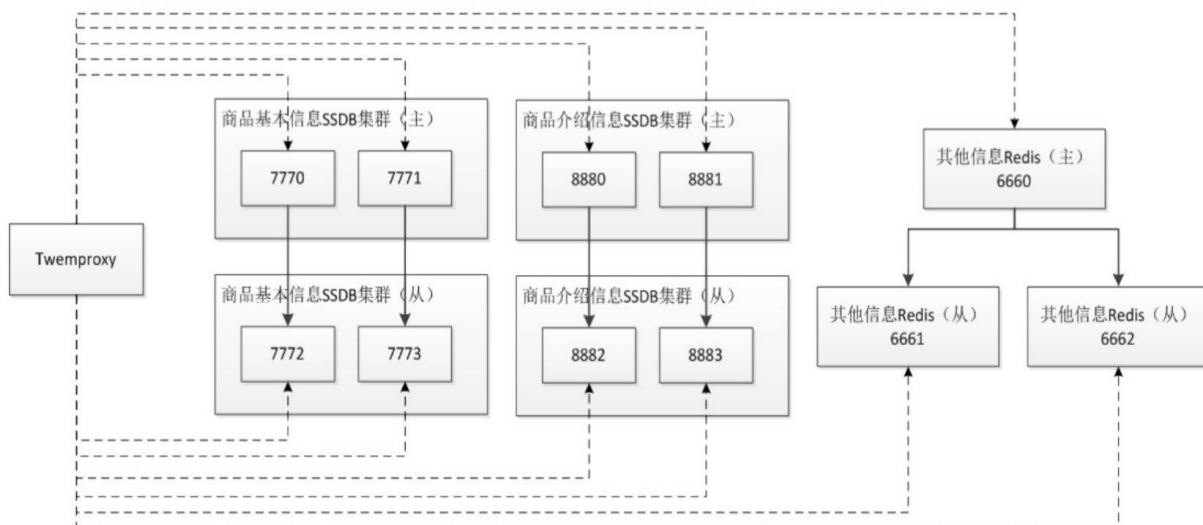 商品基本信息SSDB集群（主）
7770
7771
商品介绍信息SSDB集群（主）
8880
8881
其他信息Redis（主）
6660
Twemproxy
商品基本信息SSDB集群（从）
7772
7773
商品介绍信息SSDB集群（从）
8882
8883
其他信息Redis（从）
6661
其他信息Redis（从）
6662